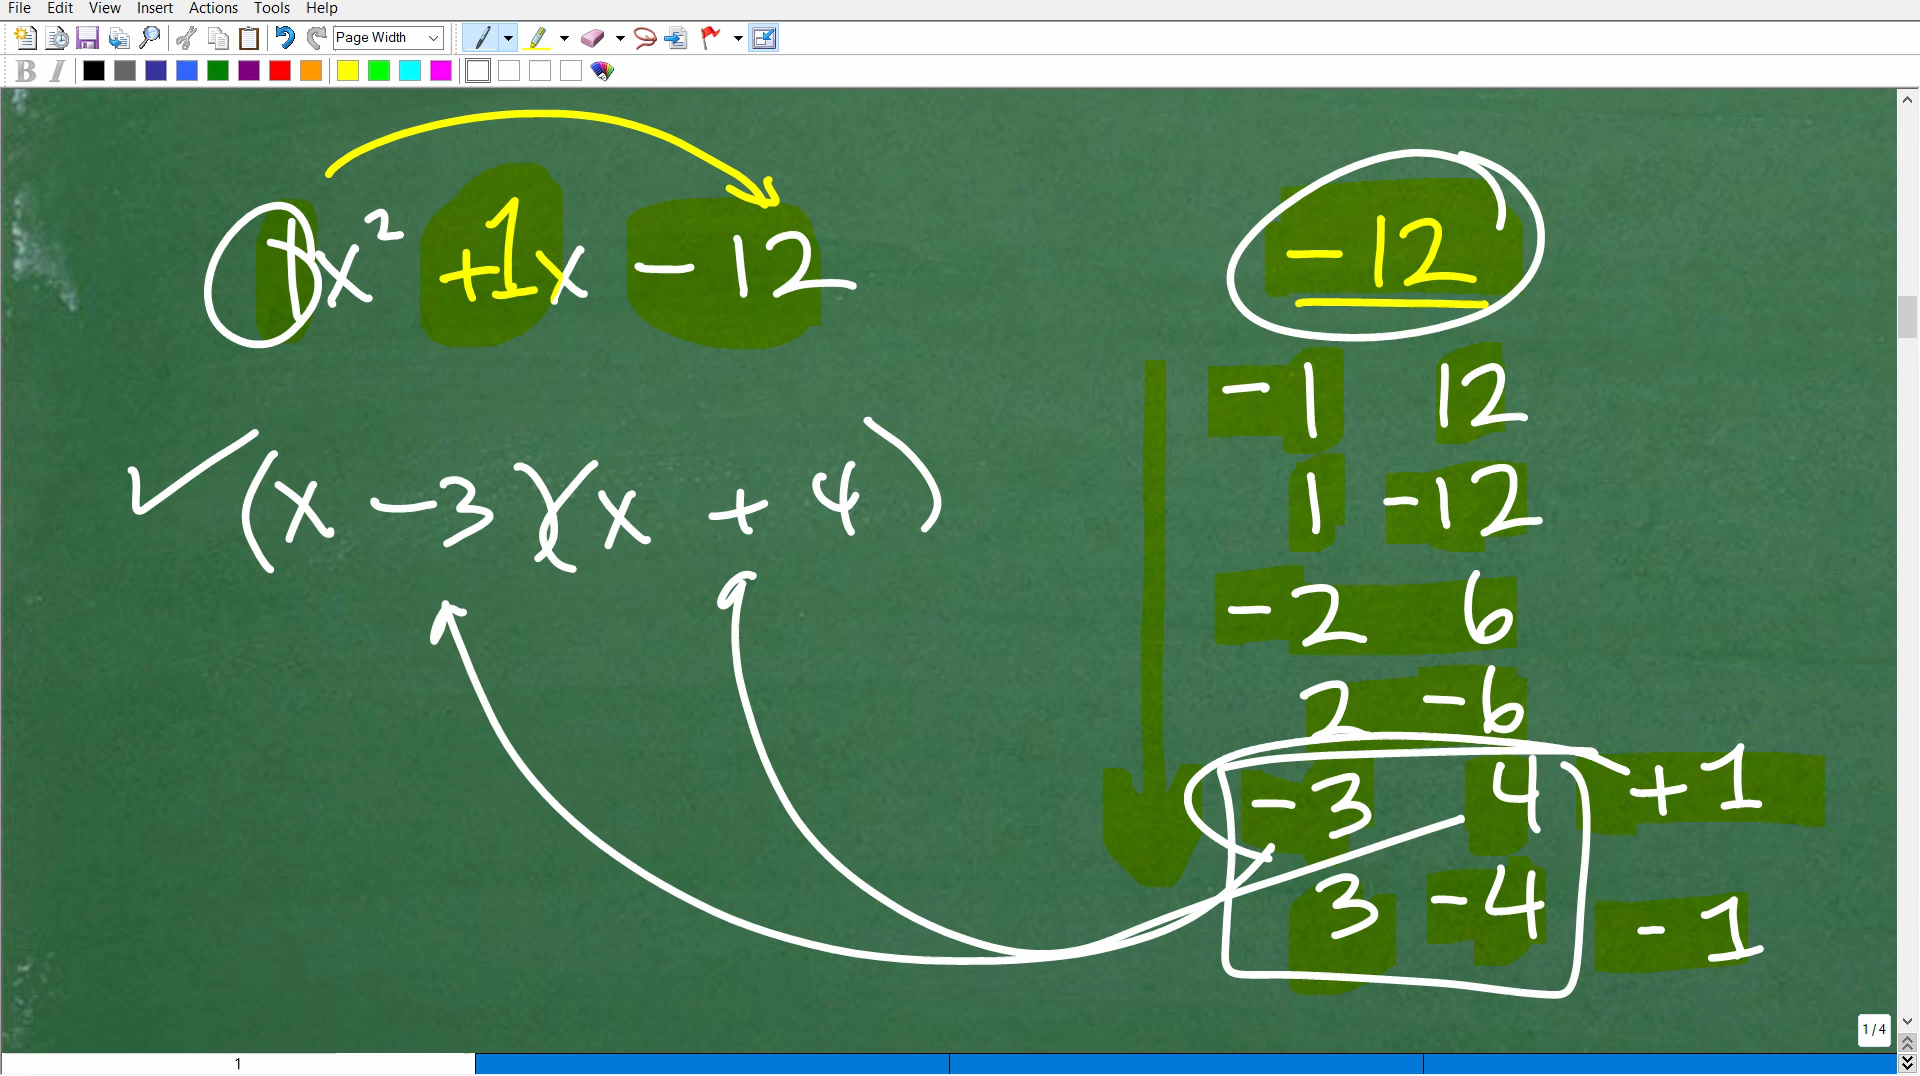 File Edit View Insert Actions Tools Help
Page Width
B I
1x² +1x - 12
(x - 3)(x + 4)
-12
-1 12
1 -12
-2 6
2 -6
-3 4 +1
3 -4 -1
1 / 4
1